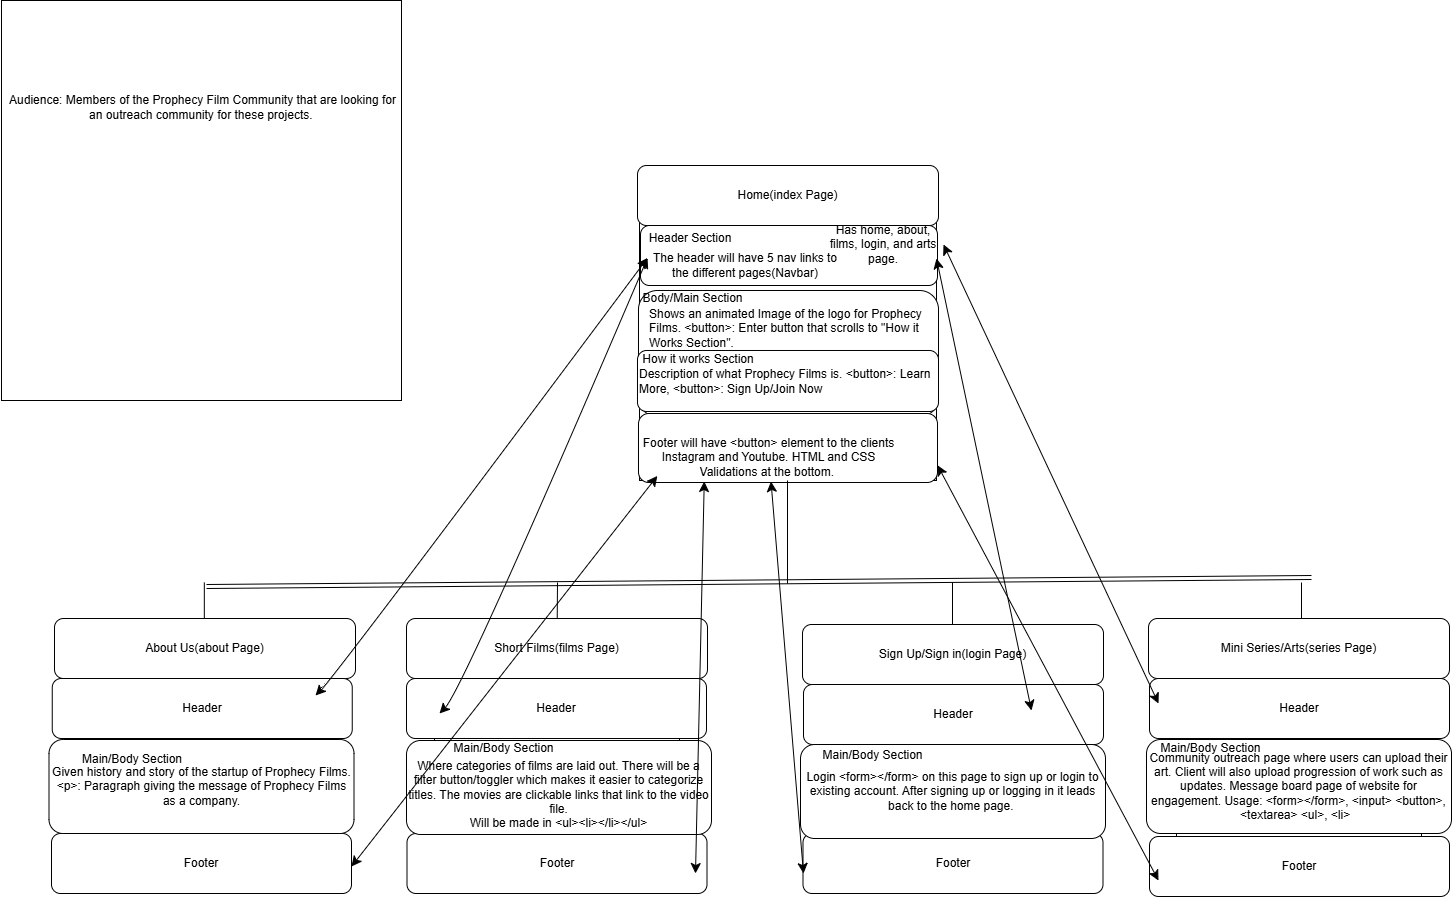 Audience: Members of the Prophecy Film Community that are looking for
an outreach community for these projects.
Home(index Page)
Header Section
The header will have 5 nav links to
the different pages(Navbar)
Has home, about,
films, login, and arts
page.
Body/Main Section
Shows an animated Image of the logo for Prophecy
Films. <button>: Enter button that scrolls to "How it
Works Section".
How it works Section
Description of what Prophecy Films is. <button>: Learn
More, <button>: Sign Up/Join Now
Footer will have <button> element to the clients
Instagram and Youtube. HTML and CSS
Validations at the bottom.
About Us(about Page)
Header
Main/Body Section
Given history and story of the startup of Prophecy Films.
<p>: Paragraph giving the message of Prophecy Films
as a company.
Footer
Short Films(films Page)
Header
Main/Body Section
Where categories of films are laid out. There will be a
filter button/toggler which makes it easier to categorize
titles. The movies are clickable links that link to the video
file.
Will be made in <ul><li></li></ul>
Footer
Sign Up/Sign in(login Page)
Header
Main/Body Section
Login <form></form> on this page to sign up or login to
existing account. After signing up or logging in it leads
back to the home page.
Footer
Mini Series/Arts(series Page)
Header
Main/Body Section
Community outreach page where users can upload their
art. Client will also upload progression of work such as
updates. Message board page of website for
engagement. Usage: <form></form>, <input> <button>,
<textarea> <ul>, <li>
Footer